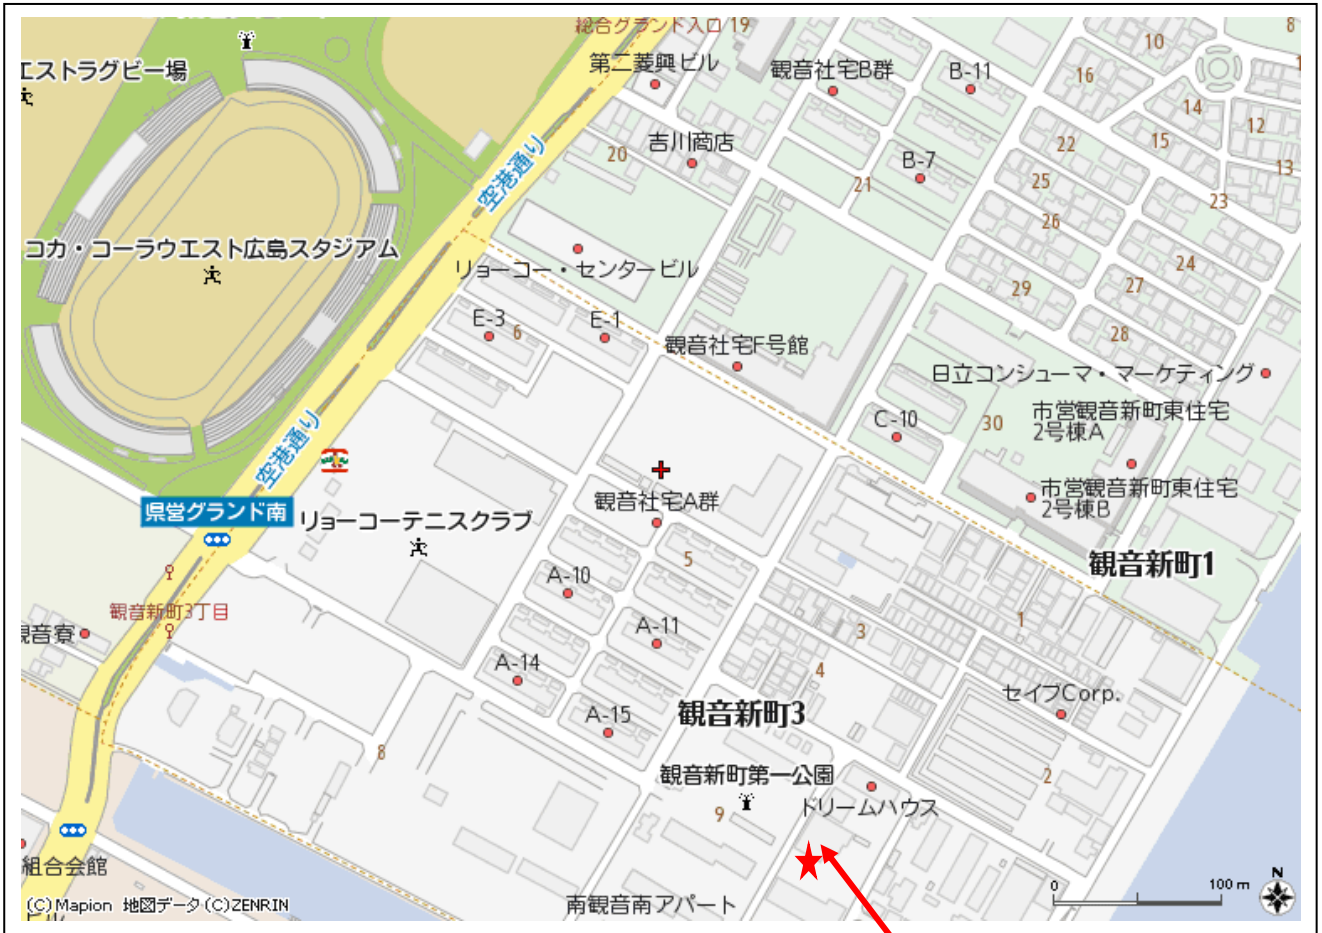 総合グランド入口 19
10
8
エストラグビー場
第二菱興ビル
観音社宅B群
B-11
16
14
12
15
13
吉川商店
20
空港通り
22
B-7
21
25
23
26
コカ・コーラウエスト広島スタジアム
リョーコー・センタービル
24
27
29
28
E-3
6
E-1
観音社宅F号館
日立コンシューマ・マーケティング
市営観音新町東住宅
2号棟A
C-10
30
空港通り
市営観音新町東住宅
2号棟B
観音社宅A群
県営グランド南
リョーコーテニスクラブ
観音新町1
5
A-10
観音新町3丁目
観音寮
A-11
3
1
4
A-14
セイブCorp.
観音新町3
A-15
8
観音新町第一公園
2
9
ドリームハウス
組合会館
N
0
100 m
(C)Mapion 地図データ(C)ZENRIN
南観音南アパート
ビル